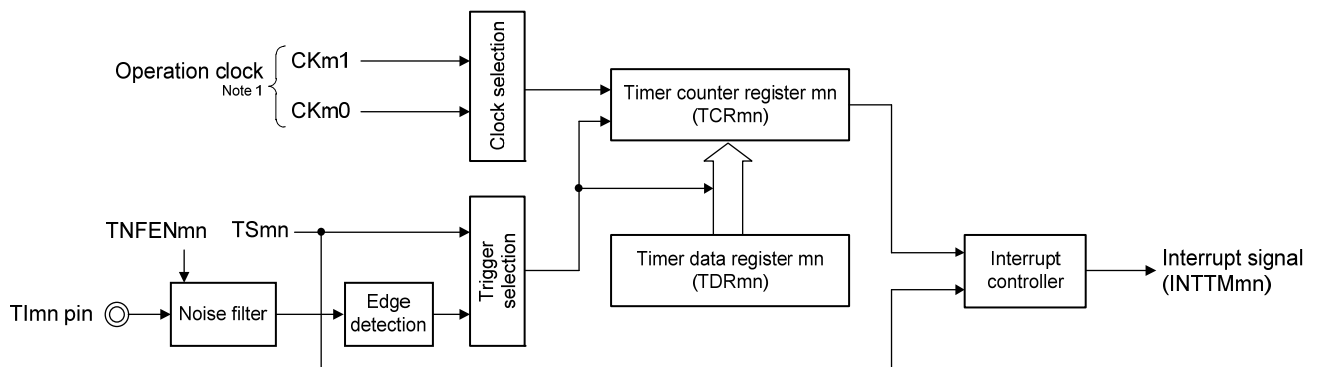 Operation clock
Note 1
CKm1
CKm0
Clock selection
Timer counter register mn
(TCRmn)
TNFENmn
TSmn
Trigger
selection
Timer data register mn
(TDRmn)
Interrupt
controller
Interrupt signal
(INTTMmn)
TImn pin
Noise filter
Edge
detection